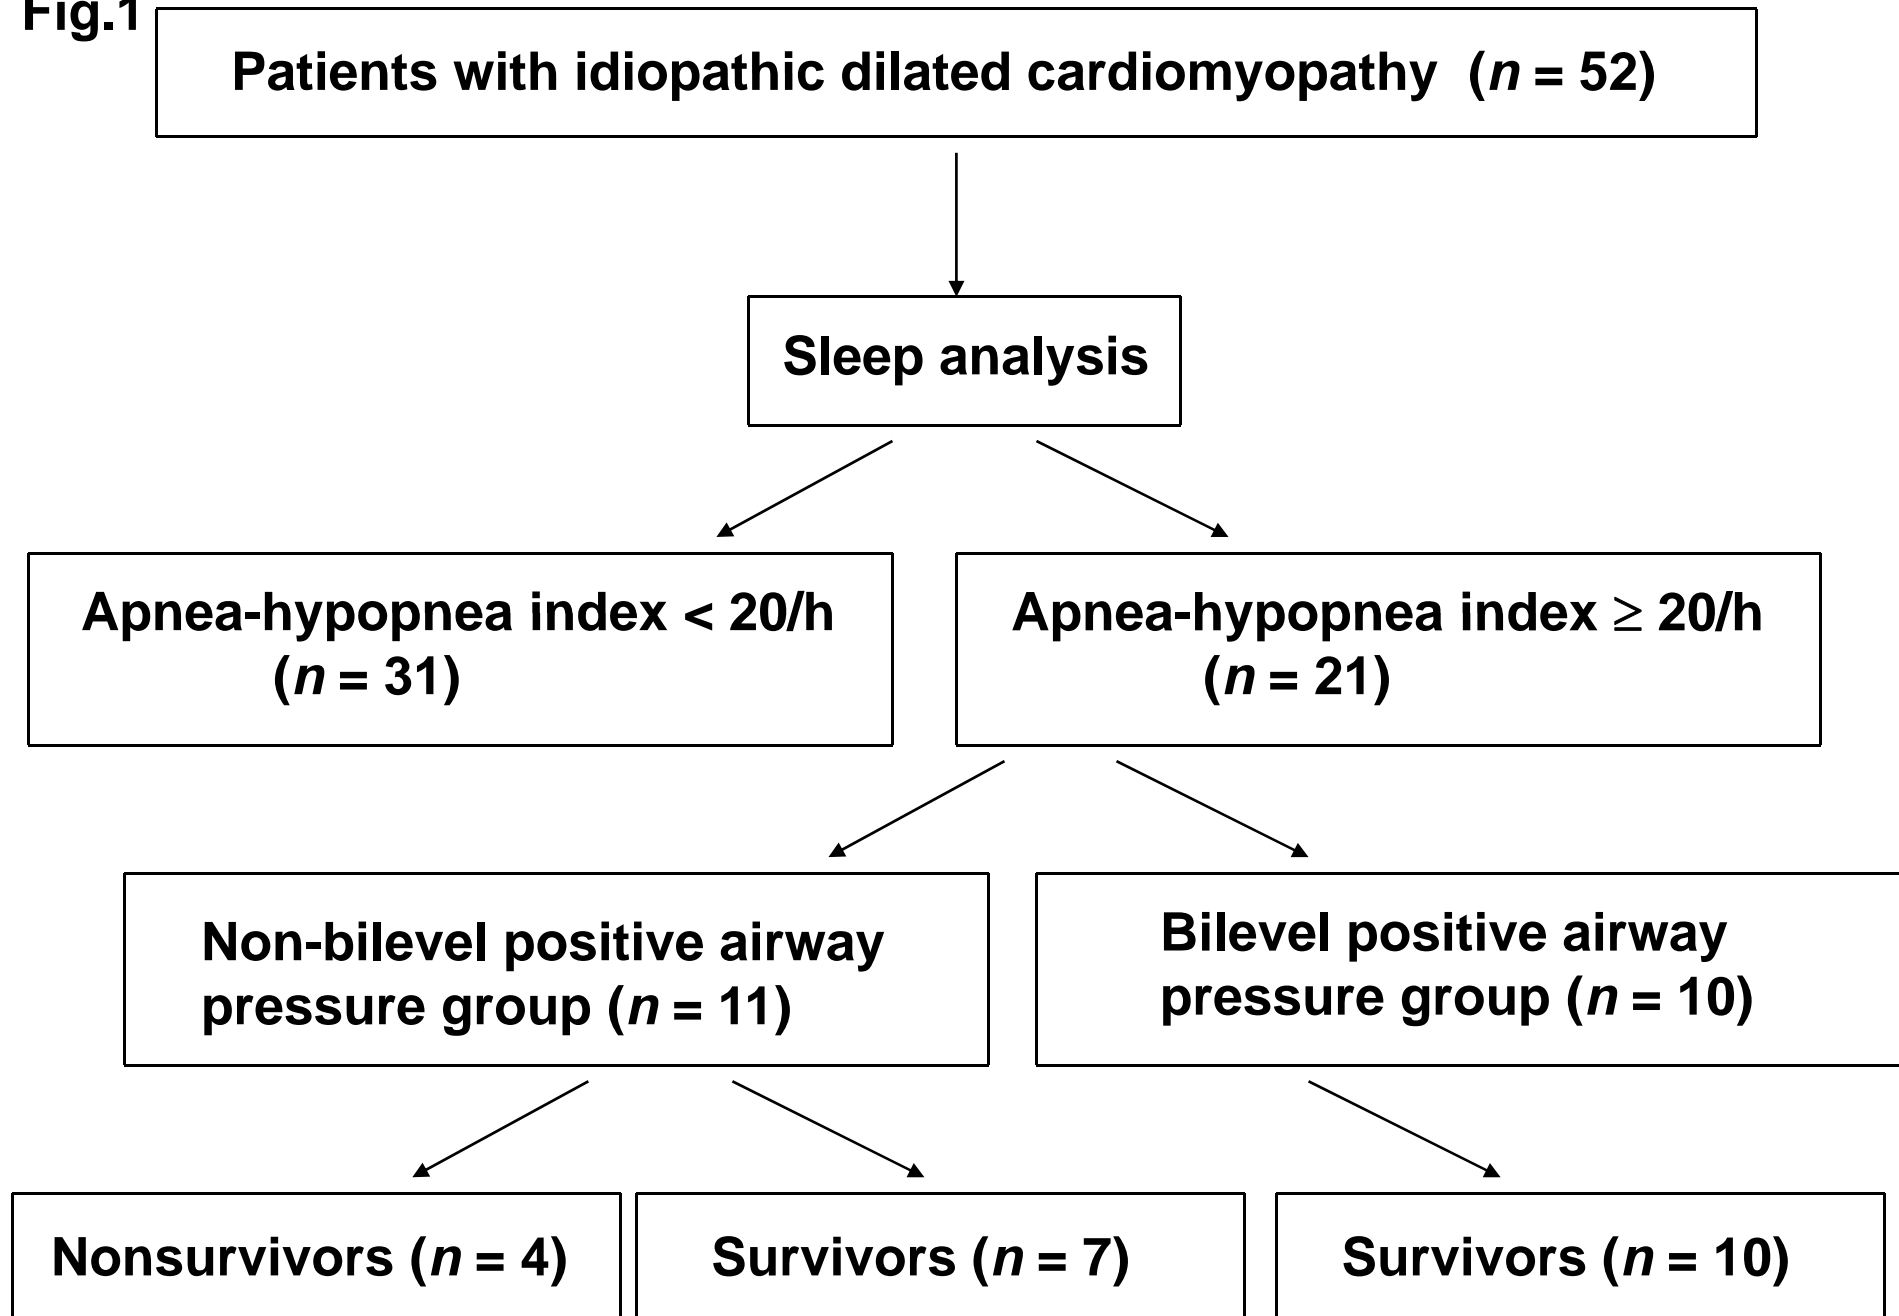 Fig.1
Patients with idiopathic dilated cardiomyopathy (n = 52)
Sleep analysis
Apnea-hypopnea index < 20/h
(n = 31)
Apnea-hypopnea index ≥ 20/h
(n = 21)
Non-bilevel positive airway
pressure group (n = 11)
Bilevel positive airway
pressure group (n = 10)
Nonsurvivors (n = 4)
Survivors (n = 7)
Survivors (n = 10)